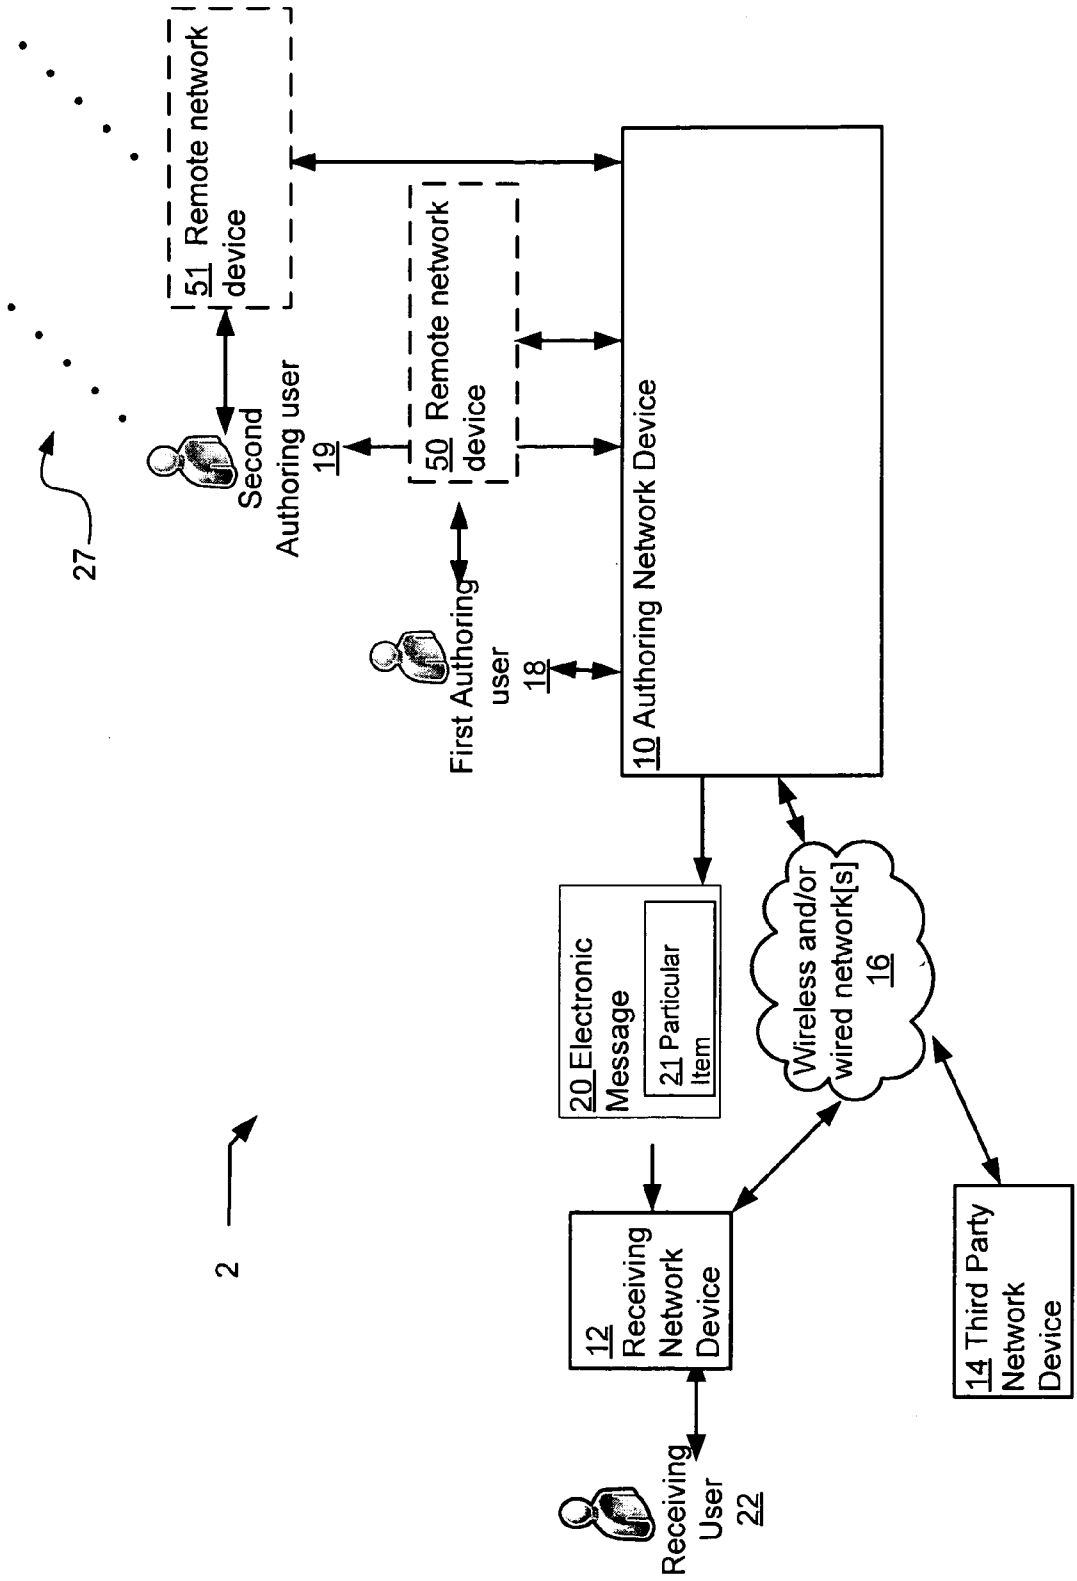 2
27
51 Remote network
device
Second
Authoring user
19
50 Remote network
device
First Authoring
user
18
10 Authoring Network Device
20 Electronic
Message
21 Particular
Item
Wireless and/or
wired network[s]
16
12
Receiving
Network
Device
Receiving
User
22
14 Third Party
Network
Device